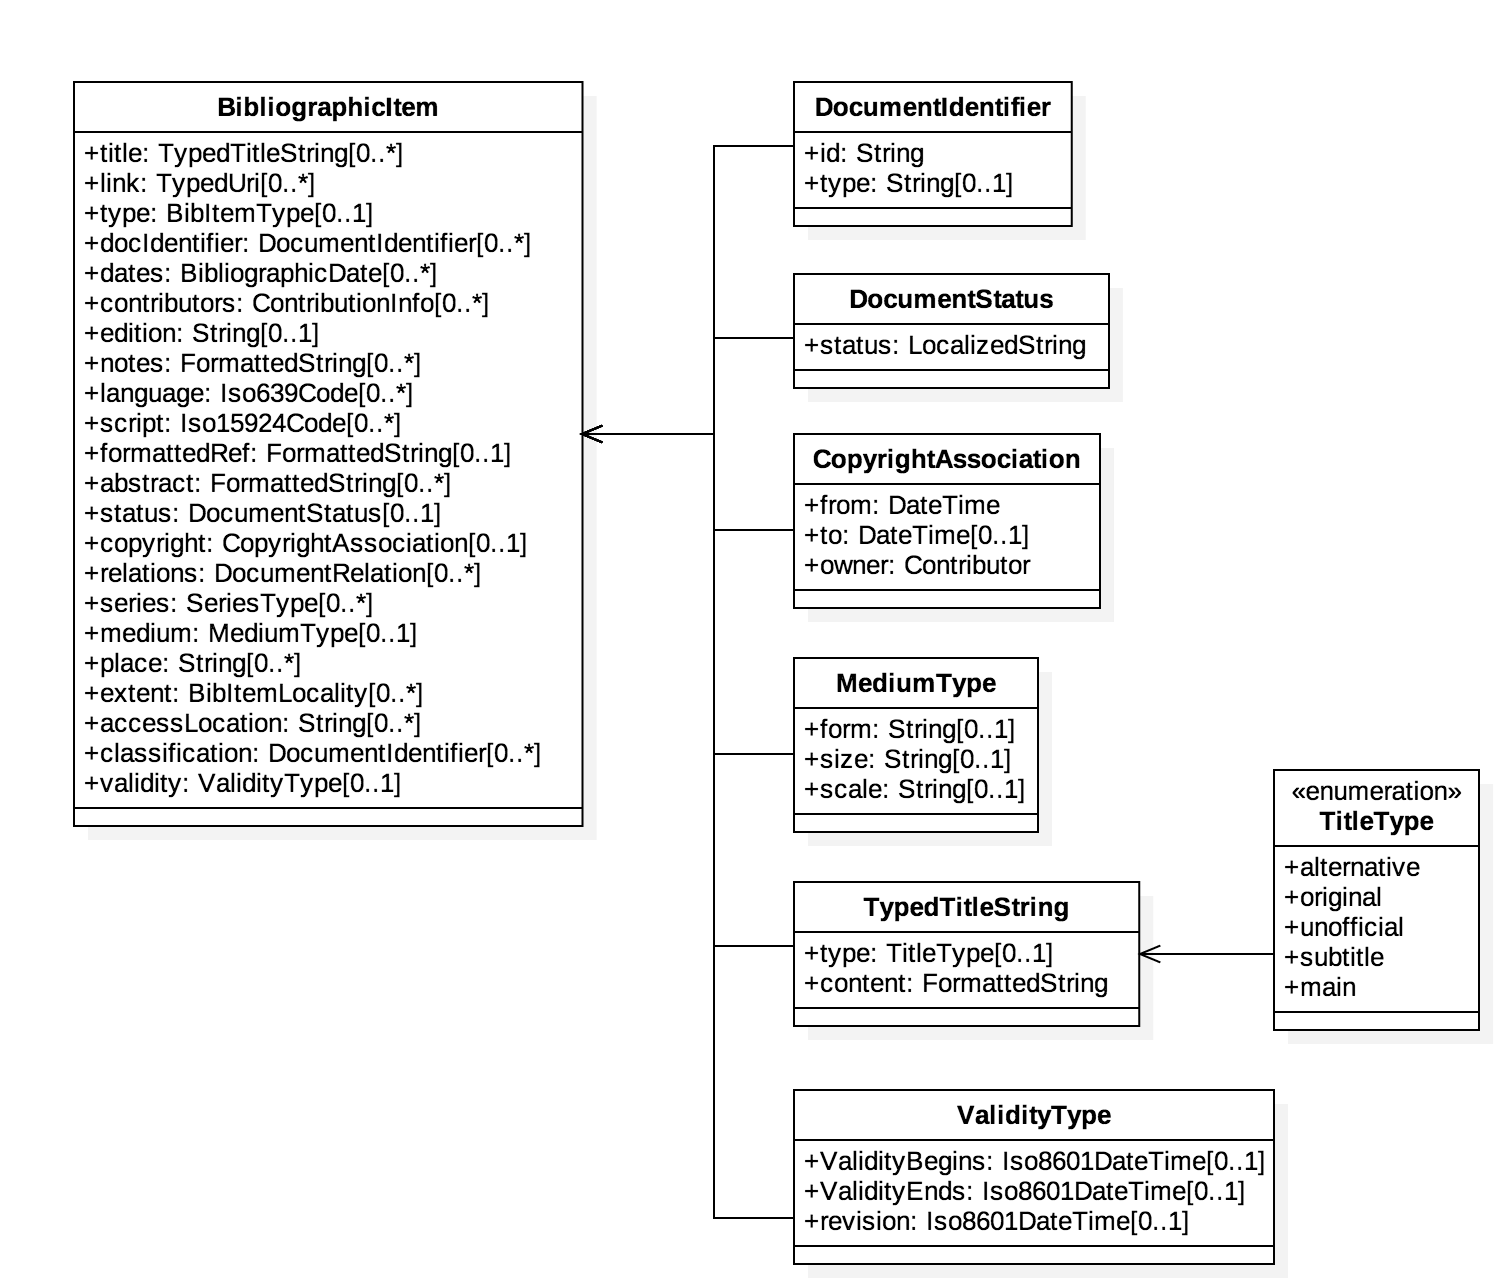 BibliographicItem
+title: TypedTitleString[0..*]
+link: TypedUri[0..*]
+type: BibItemType[0..1]
+docIdentifier: DocumentIdentifier[0..*]
+dates: BibliographicDate[0..*]
+contributors: ContributionInfo[0..*]
+edition: String[0..1]
+notes: FormattedString[0..*]
+language: Iso639Code[0..*]
+script: Iso15924Code[0..*]
+formattedRef: FormattedString[0..1]
+abstract: FormattedString[0..*]
+status: DocumentStatus[0..1]
+copyright: CopyrightAssociation[0..1]
+relations: DocumentRelation[0..*]
+series: SeriesType[0..*]
+medium: MediumType[0..1]
+place: String[0..*]
+extent: BibItemLocality[0..*]
+accessLocation: String[0..*]
+classification: DocumentIdentifier[0..*]
+validity: ValidityType[0..1]
DocumentIdentifier
+id: String
+type: String[0..1]
DocumentStatus
+status: LocalizedString
CopyrightAssociation
+from: DateTime
+to: DateTime[0..1]
+owner: Contributor
MediumType
+form: String[0..1]
+size: String[0..1]
+scale: String[0..1]
TypedTitleString
+type: TitleType[0..1]
+content: FormattedString
«enumeration»
TitleType
+alternative
+original
+unofficial
+subtitle
+main
ValidityType
+ValidityBegins: Iso8601DateTime[0..1]
+ValidityEnds: Iso8601DateTime[0..1]
+revision: Iso8601DateTime[0..1]